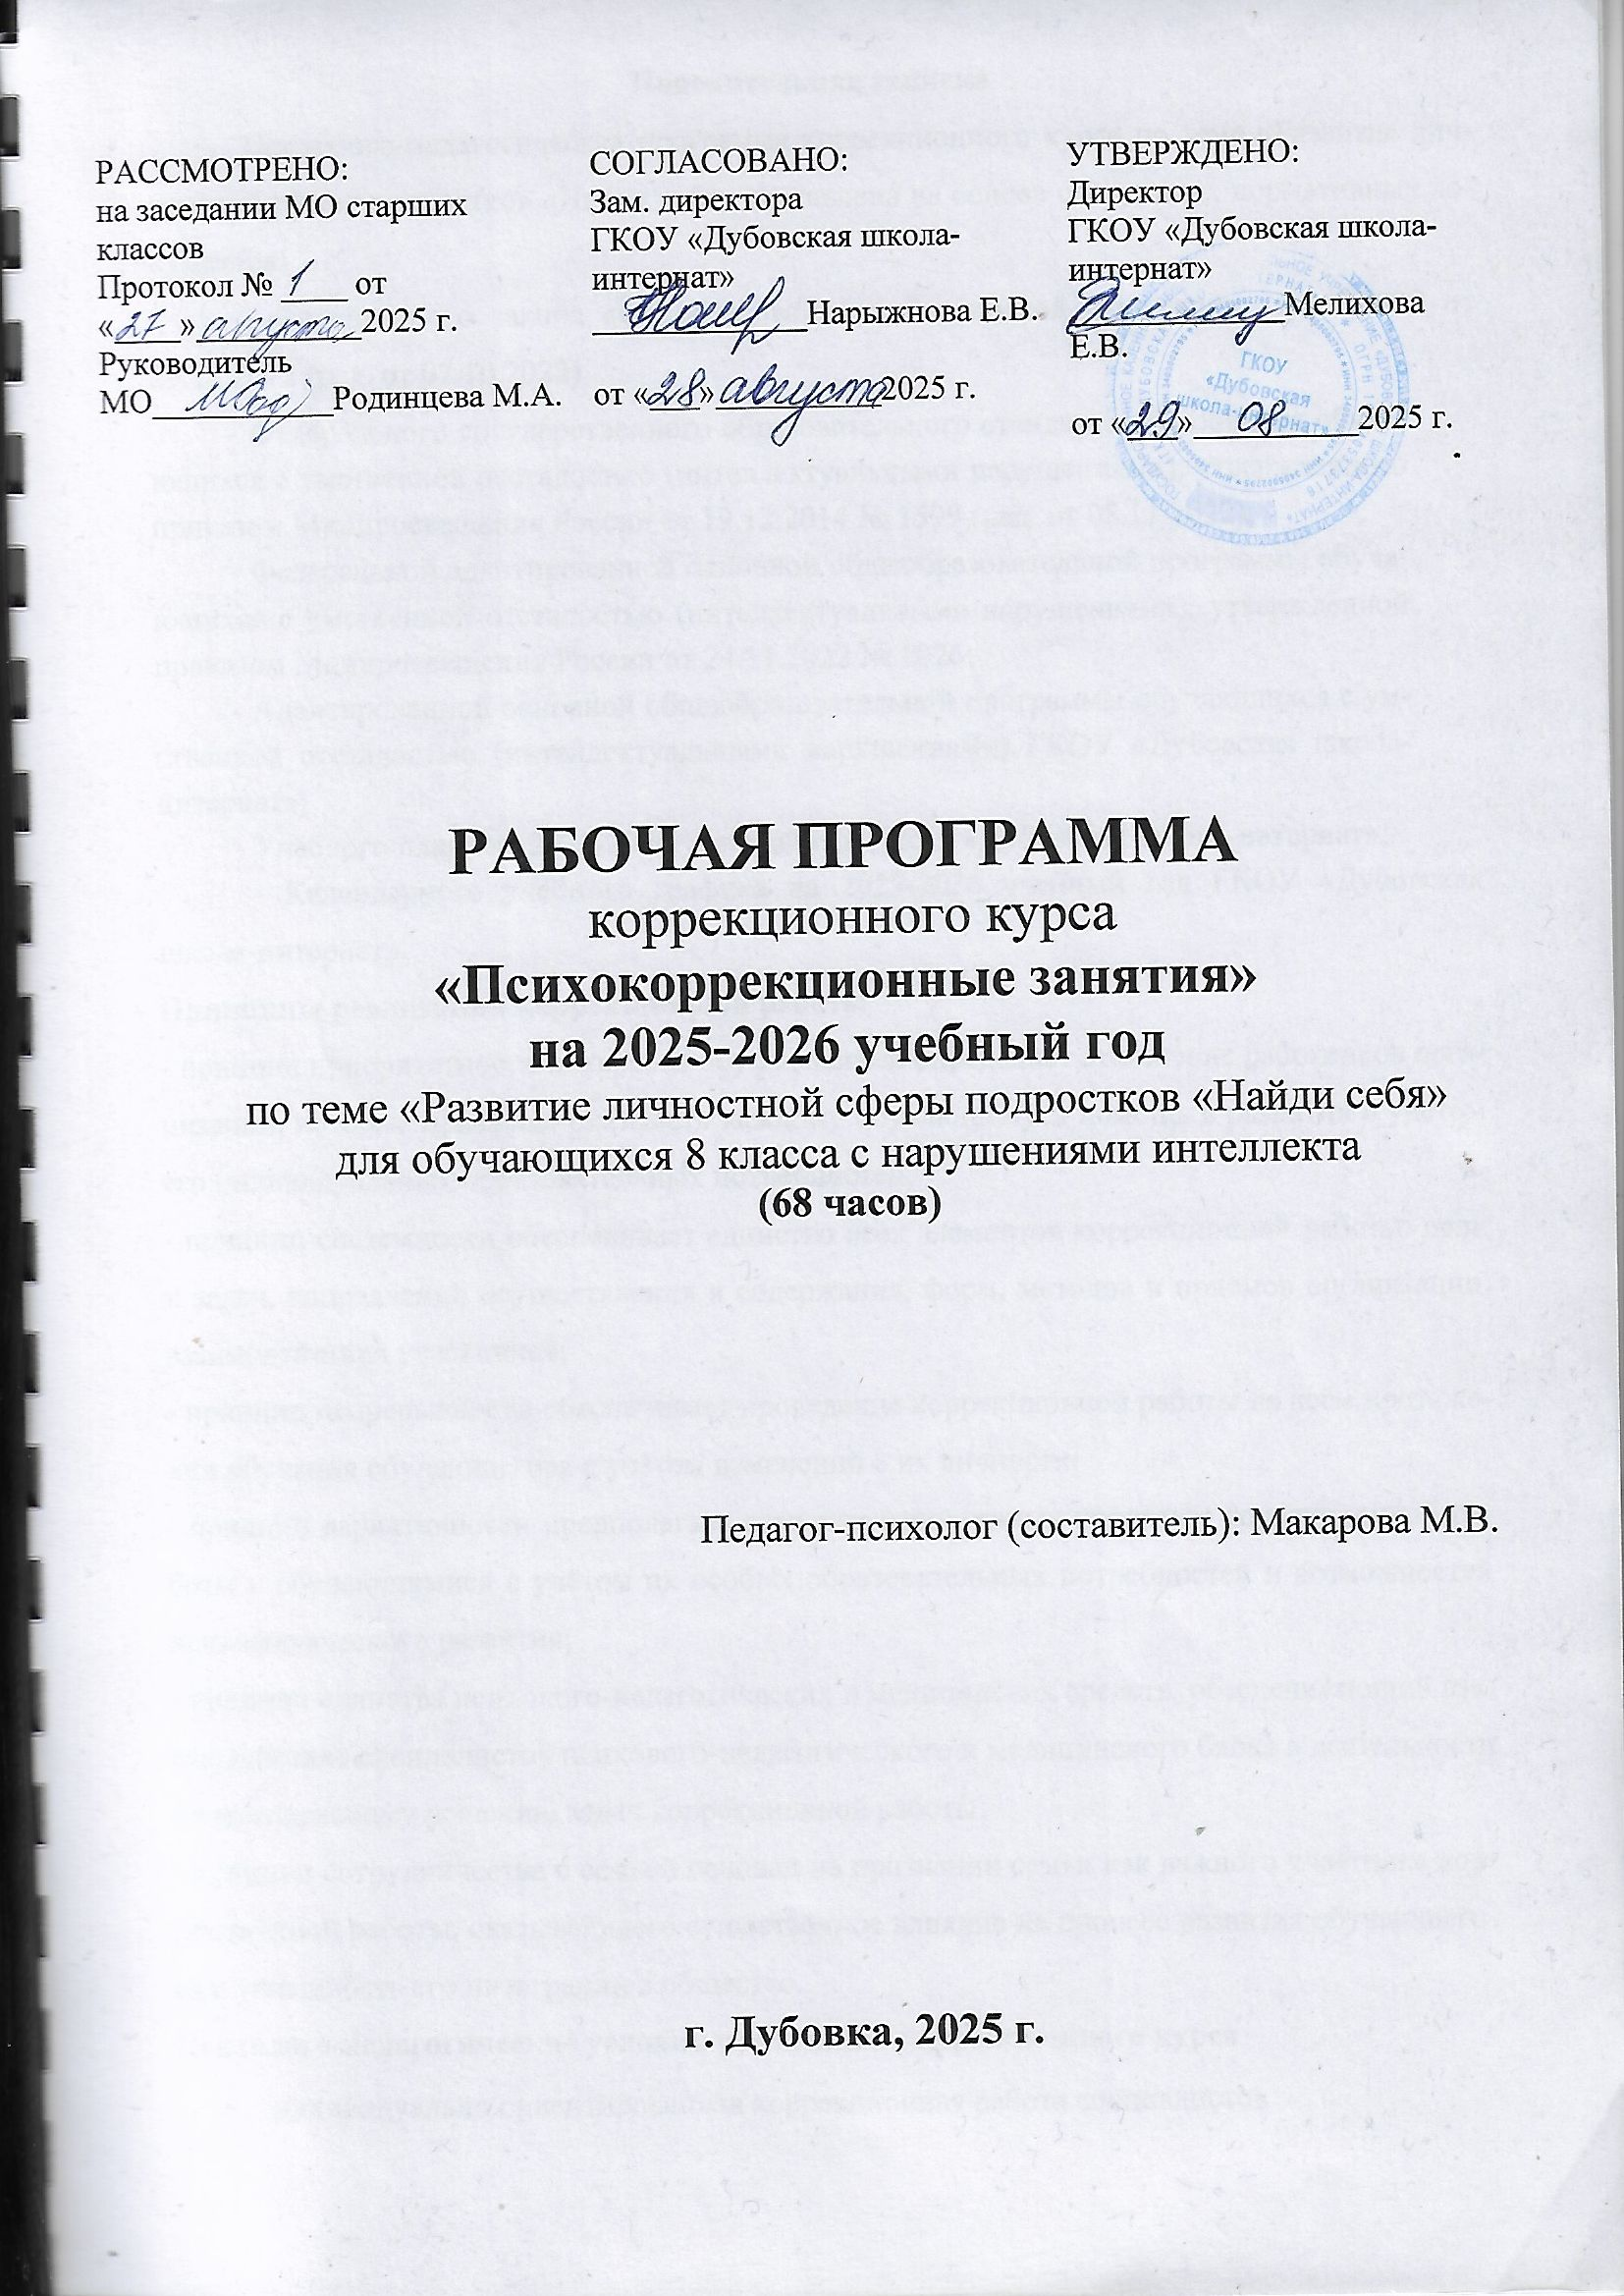 РАССМОТРЕНО:
на заседании МО старших
классов
Протокол № 1 от
«27» августа 2025 г.
Руководитель
МО Родинцева М.А.
СОГЛАСОВАНО:
Зам. директора
ГКОУ «Дубовская школа-
интернат»
Нарыжнова Е.В.
от «28» августа 2025 г.
УТВЕРЖДЕНО:
Директор
ГКОУ «Дубовская школа-
интернат»
Мелихова
Е.В.
от «29» 08 2025 г.
ГКОУ
«Дубовская
школа-интернат»
РАБОЧАЯ ПРОГРАММА
коррекционного курса
«Психокоррекционные занятия»
на 2025-2026 учебный год
по теме «Развитие личностной сферы подростков «Найди себя»
для обучающихся 8 класса с нарушениями интеллекта
(68 часов)
Педагог-психолог (составитель): Макарова М.В.
г. Дубовка, 2025 г.